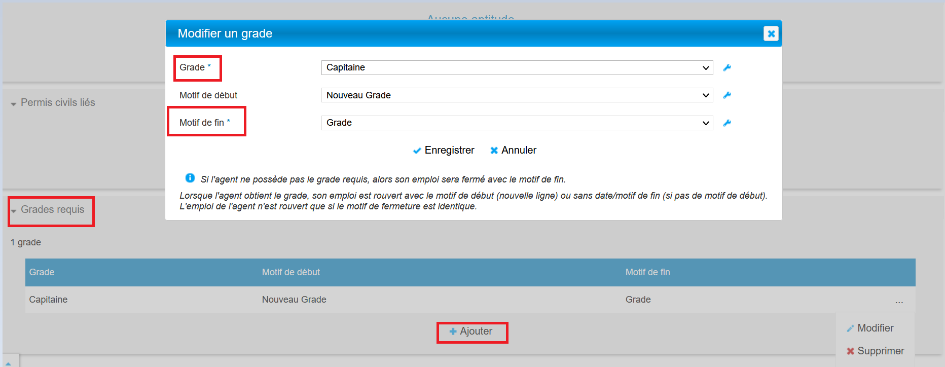 Aucune aptitude
Modifier un grade
Grade *
Capitaine
Motif de début
Nouveau Grade
Motif de fin *
Grade
Enregistrer
Annuler
Si l'agent ne possède pas le grade requis, alors son emploi sera fermé avec le motif de fin.
Lorsque l'agent obtient le grade, son emploi est rouvert avec le motif de début (nouvelle ligne) ou sans date/motif de fin (si pas de motif de début).
L'emploi de l'agent n'est rouvert que si le motif de fermeture est identique.
Permis civils liés
Grades requis
1 grade
Grade Motif de début Motif de fin
Capitaine Nouveau Grade Grade ...
Ajouter
Modifier
Supprimer